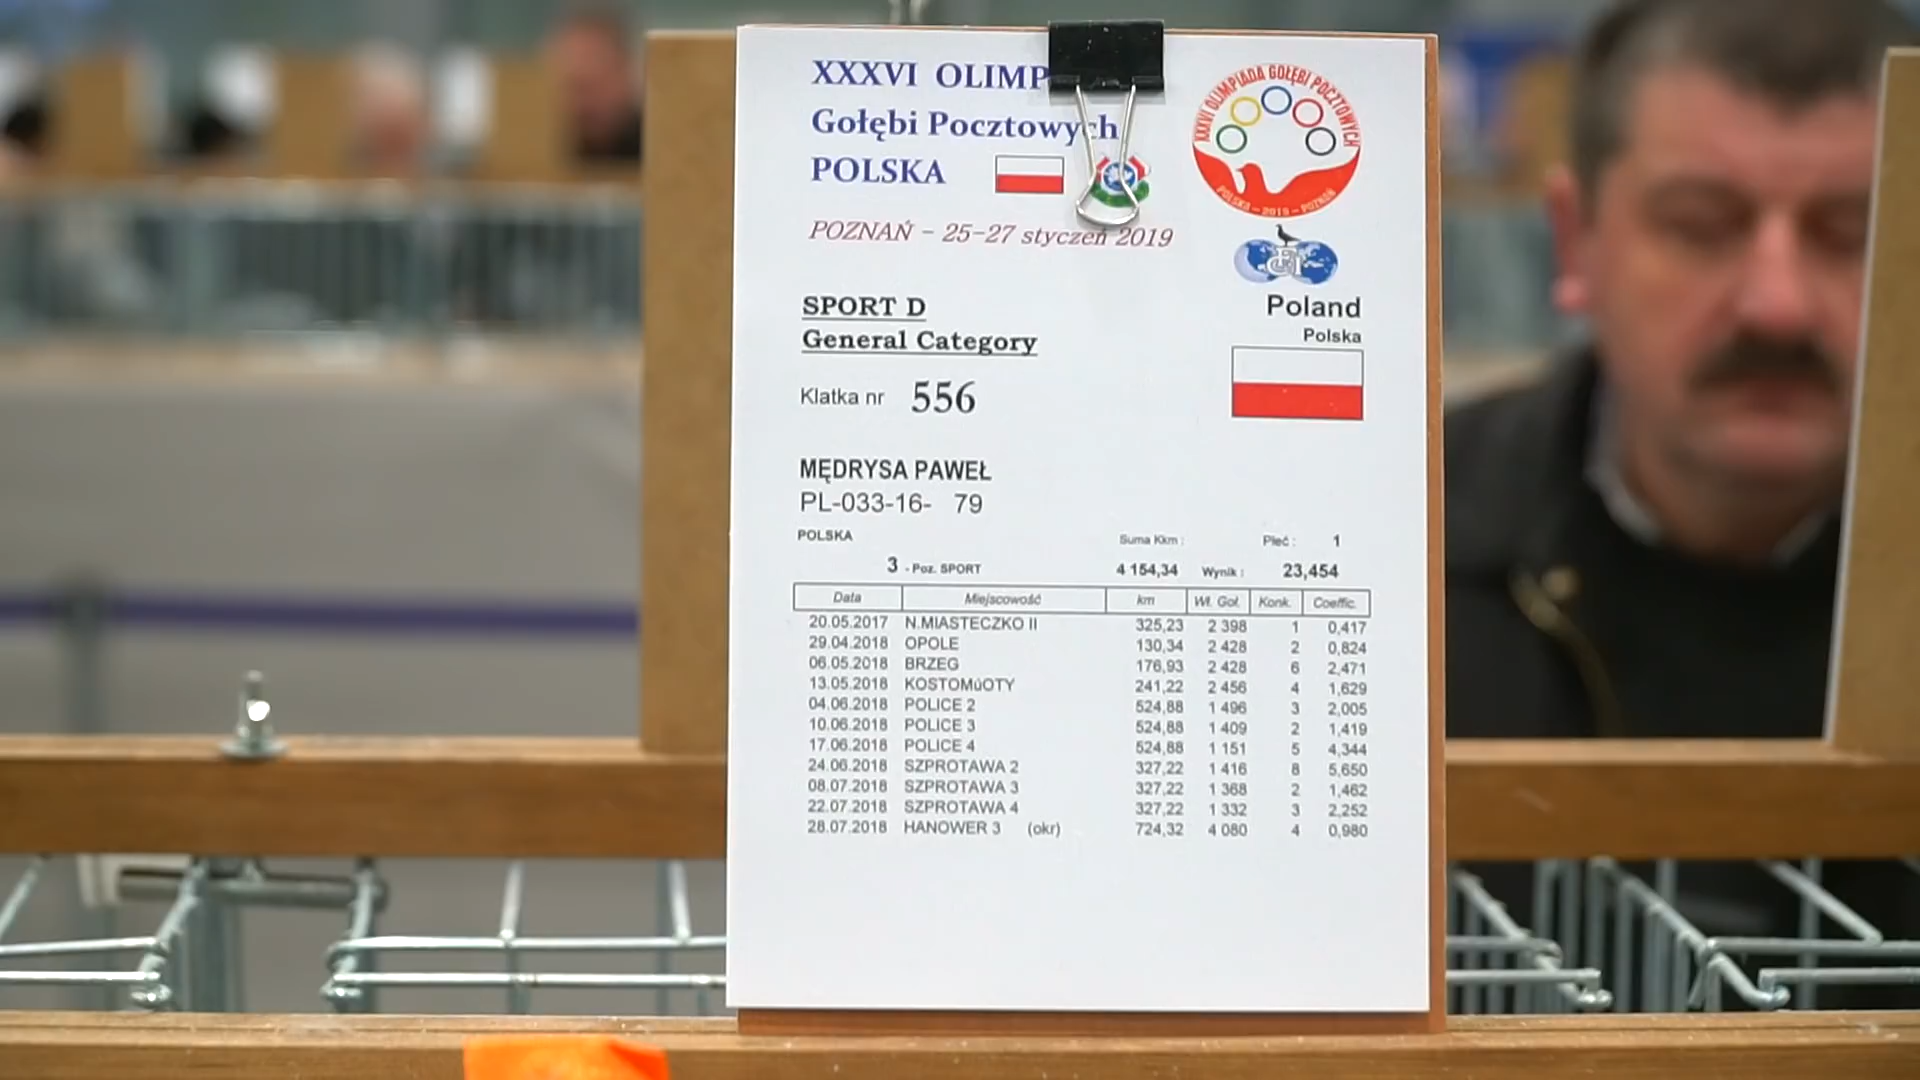 XXXVI OLIMP
Gołębi Pocztowych
POLSKA
POZNAŃ - 25-27 styczeń 2019
XXXVI OLIMPIADA GOŁĘBI POCZTOWYCH
POLSKA - 2019 - POZNAŃ
SPORT D
General Category
Poland
Polska
Klatka nr 556
MĘDRYSA PAWEŁ
PL-033-16- 79
POLSKA Suma Kkm : Płeć : 1
3 - Poz. SPORT 4 154,34 Wynik : 23,454
Data Miejscowość km Wł. Goł. Konk. Coeffic.
20.05.2017 N.MIASTECZKO II 325,23 2 398 1 0,417
29.04.2018 OPOLE 130,34 2 428 2 0,824
06.05.2018 BRZEG 176,93 2 428 6 2,471
13.05.2018 KOSTOMúOTY 241,22 2 456 4 1,629
04.06.2018 POLICE 2 524,88 1 496 3 2,005
10.06.2018 POLICE 3 524,88 1 409 2 1,419
17.06.2018 POLICE 4 524,88 1 151 5 4,344
24.06.2018 SZPROTAWA 2 327,22 1 416 8 5,650
08.07.2018 SZPROTAWA 3 327,22 1 368 2 1,462
22.07.2018 SZPROTAWA 4 327,22 1 332 3 2,252
28.07.2018 HANOWER 3 (okr) 724,32 4 080 4 0,980